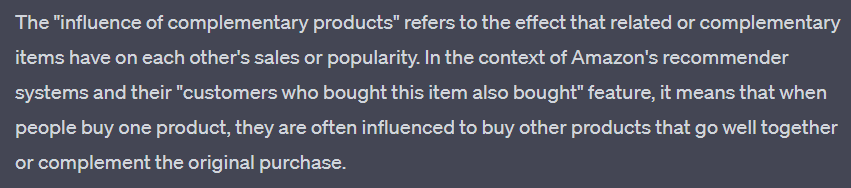 The "influence of complementary products" refers to the effect that related or complementary
items have on each other's sales or popularity. In the context of Amazon's recommender
systems and their "customers who bought this item also bought" feature, it means that when
people buy one product, they are often influenced to buy other products that go well together
or complement the original purchase.